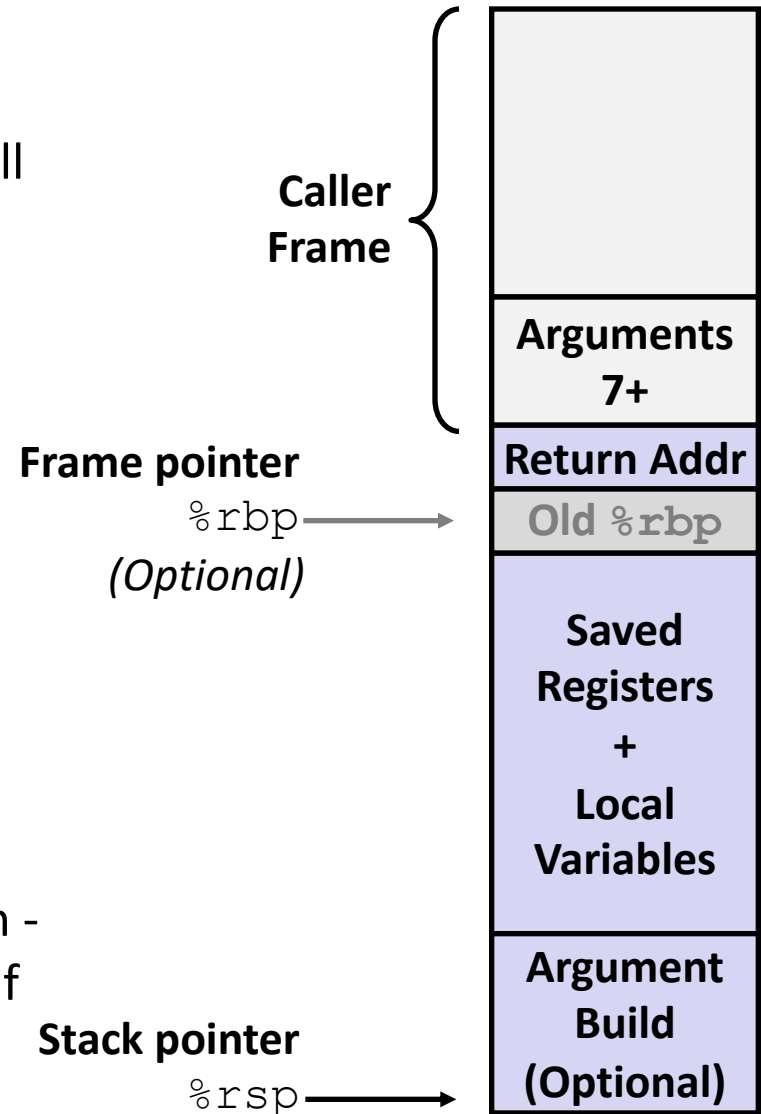 ll
Caller
Frame
Arguments
7+
Frame pointer
Return Addr
%rbp
Old %rbp
(Optional)
Saved
Registers
+
Local
Variables
n -
f
Argument
Build
(Optional)
Stack pointer
%rsp